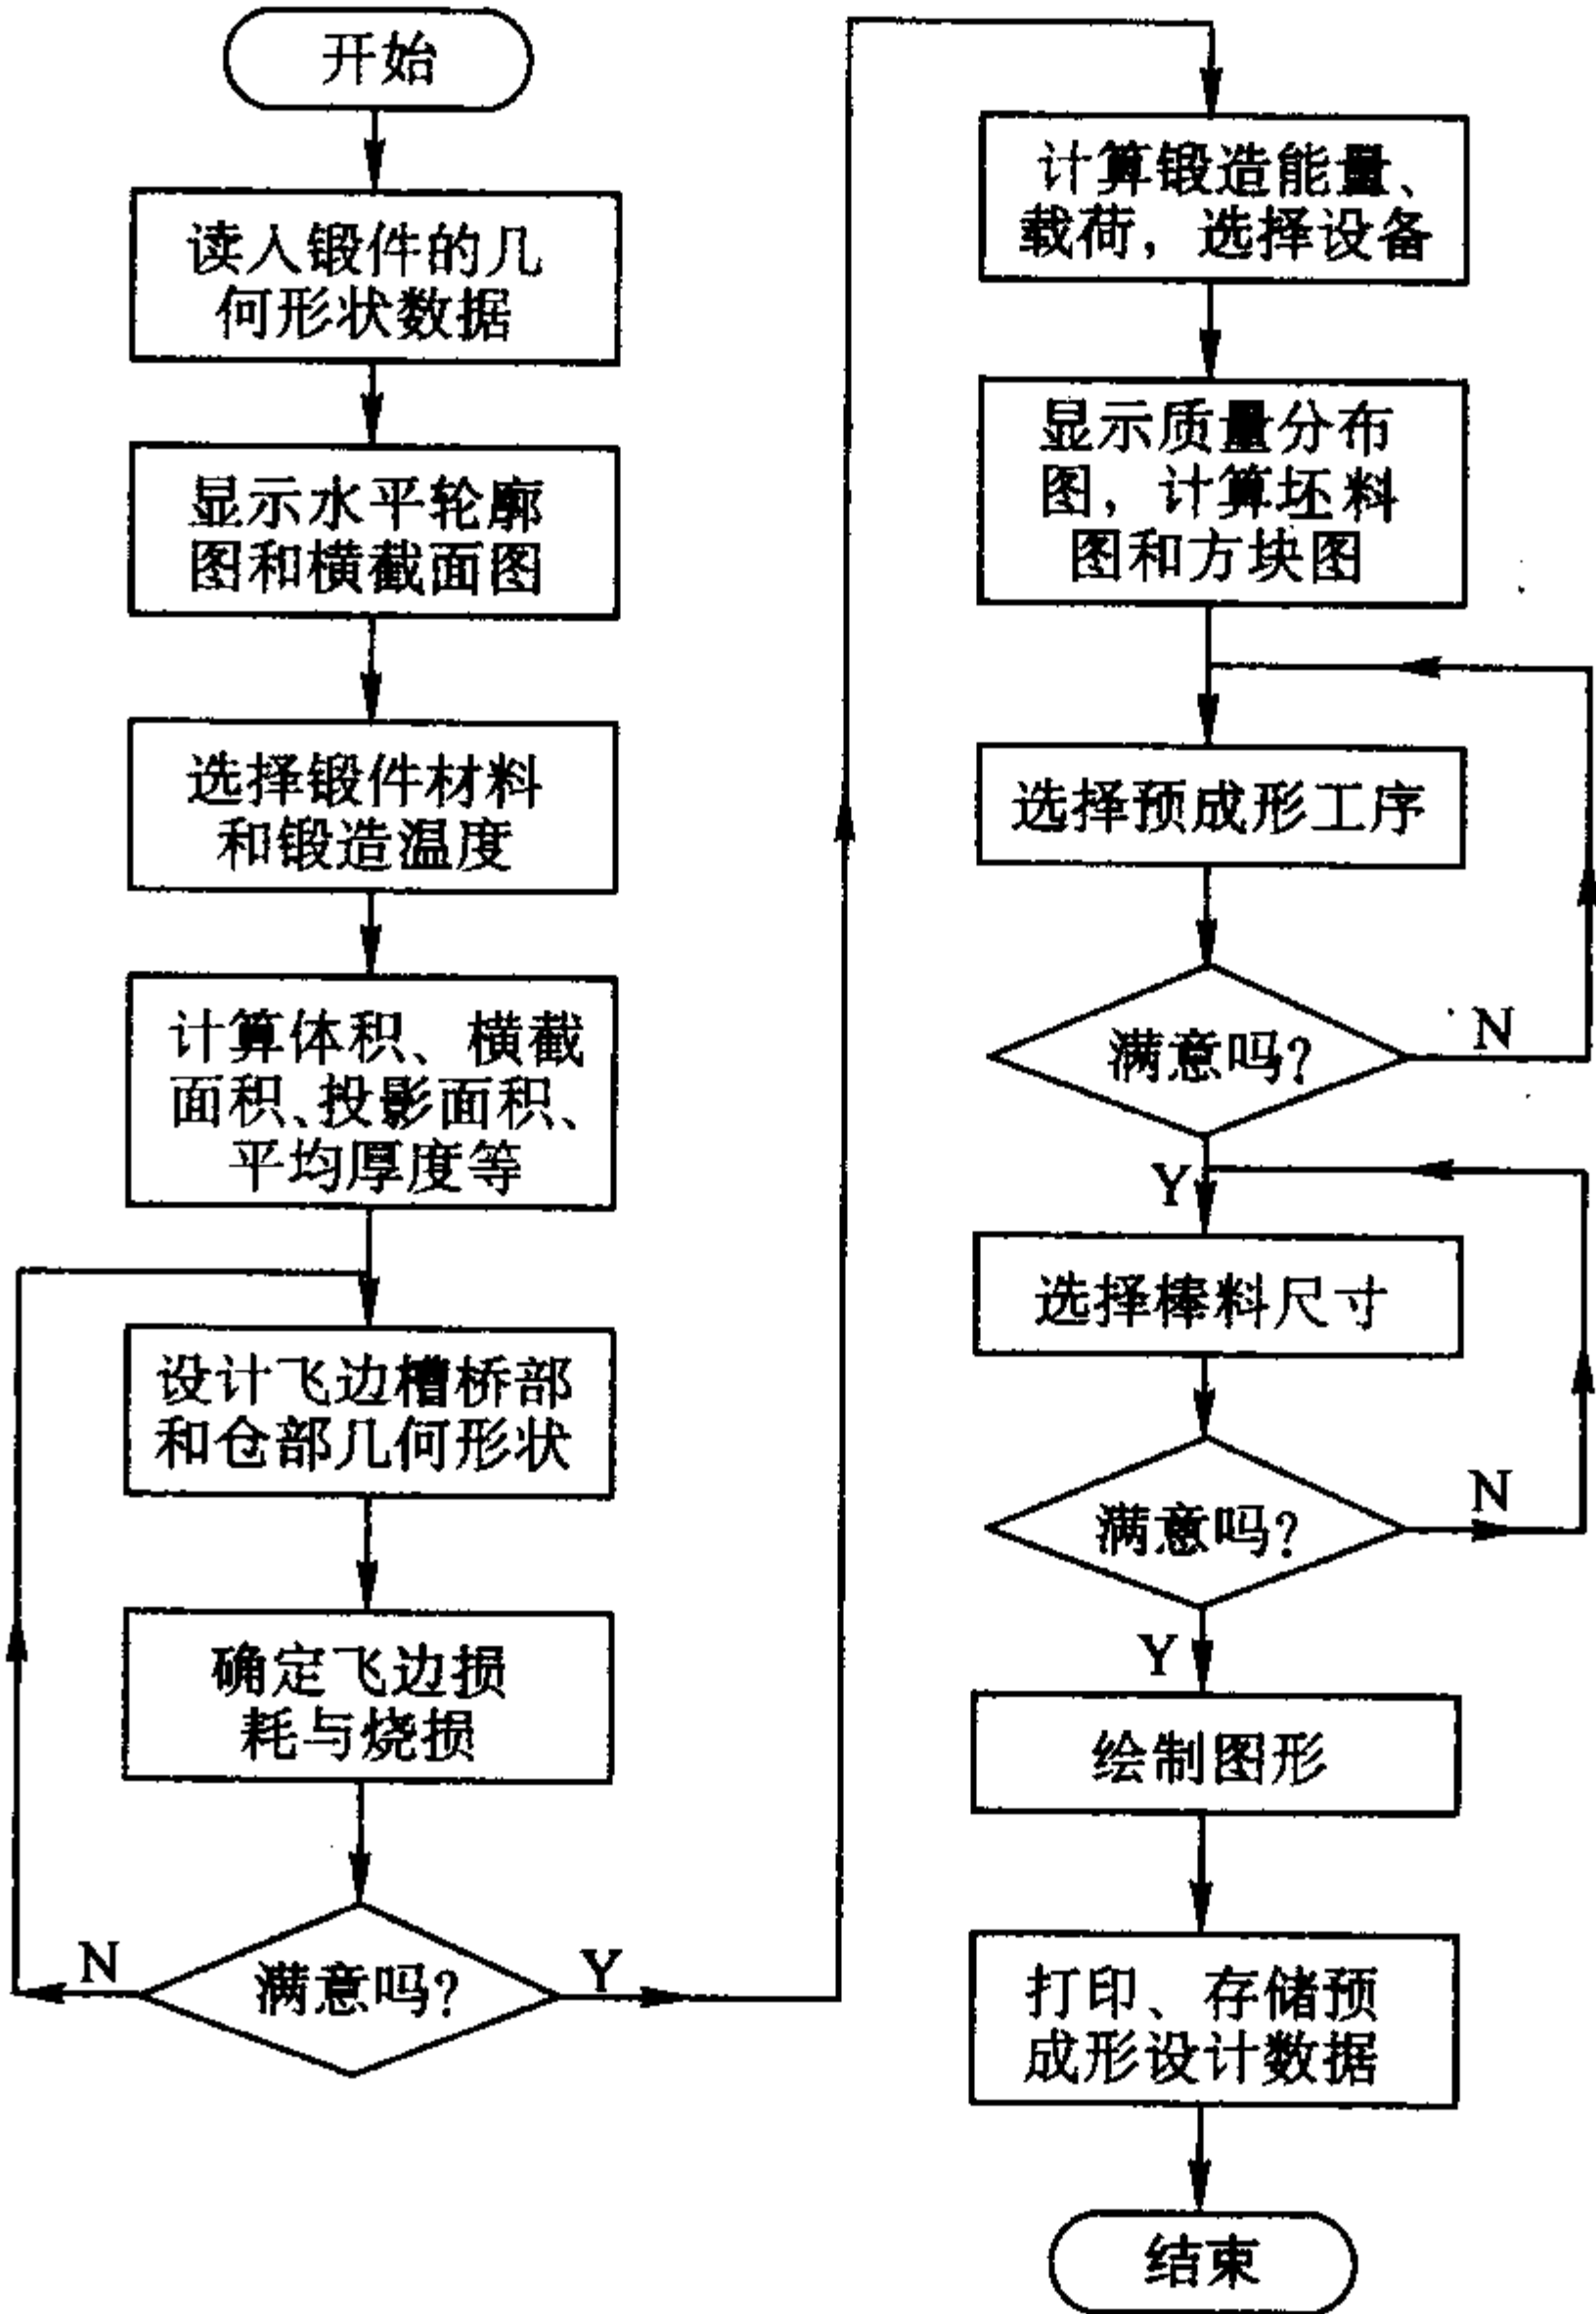 开始
读入锻件的几
何形状数据
显示水平轮廓
图和横截面图
选择锻件材料
和锻造温度
计算体积、横截
面积、投影面积、
平均厚度等
设计飞边槽桥部
和仓部几何形状
确定飞边损
耗与烧损
满意吗?
N
Y
计算锻造能量、
载荷，选择设备
显示质量分布
图，计算坯料
图和方块图
选择预成形工序
满意吗?
N
Y
选择棒料尺寸
满意吗?
N
Y
绘制图形
打印、存储预
成形设计数据
结束